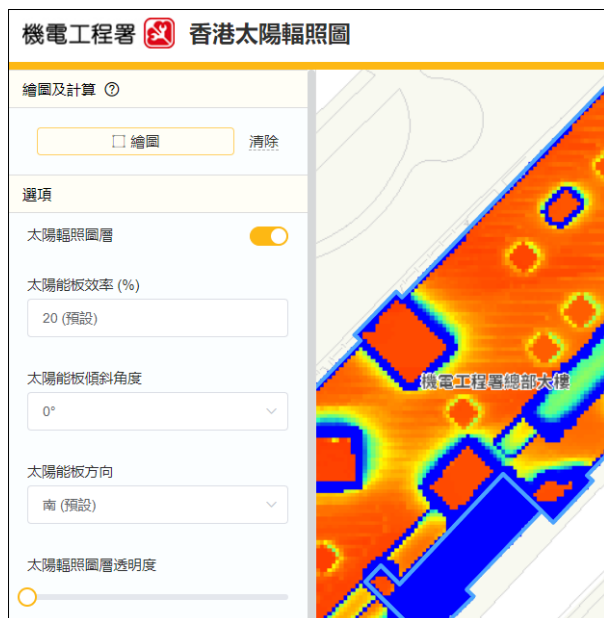 機電工程署 香港太陽輻照圖
繪圖及計算
繪圖 清除
選項
太陽輻照圖層
太陽能板效率 (%)
20 (預設)
太陽能板傾斜角度
0°
太陽能板方向
南 (預設)
太陽輻照圖層透明度
機電工程署總部大樓